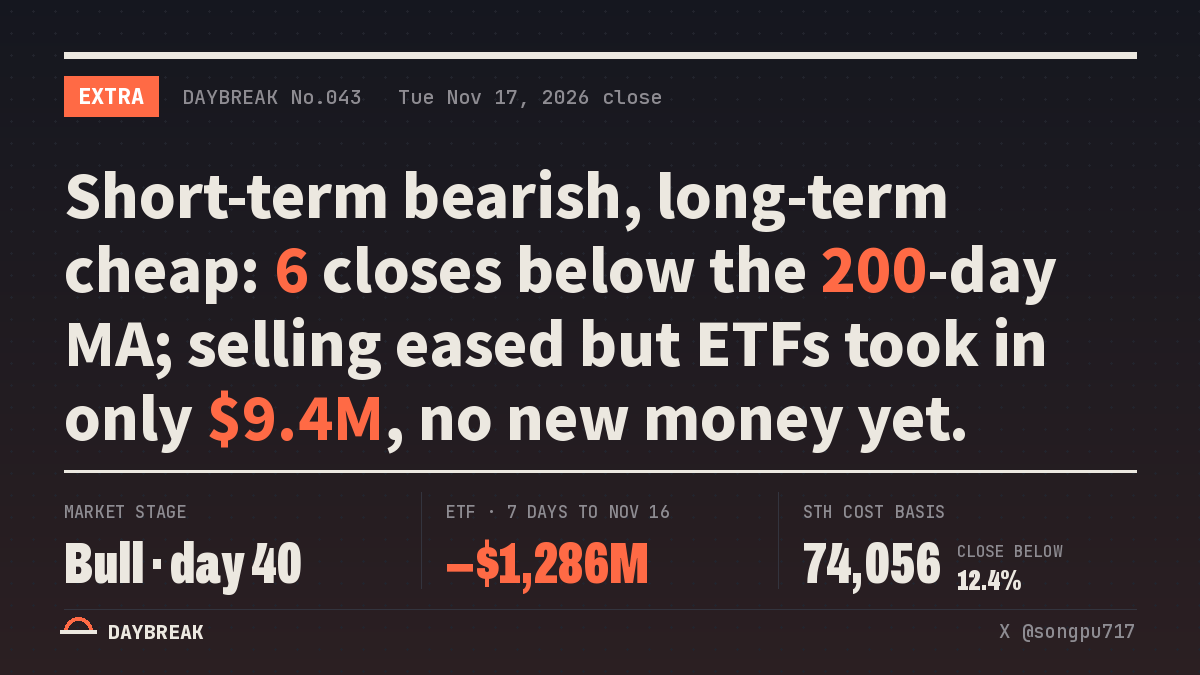 EXTRA DAYBREAK No.043 Tue Nov 17, 2026 close
Short-term bearish, long-term
cheap: 6 closes below the 200-day
MA; selling eased but ETFs took in
only $9.4M, no new money yet.
MARKET STAGE
Bull · day 40
ETF · 7 DAYS TO NOV 16
−$1,286M
STH COST BASIS
74,056
CLOSE BELOW
12.4%
DAYBREAK
X @songpu717